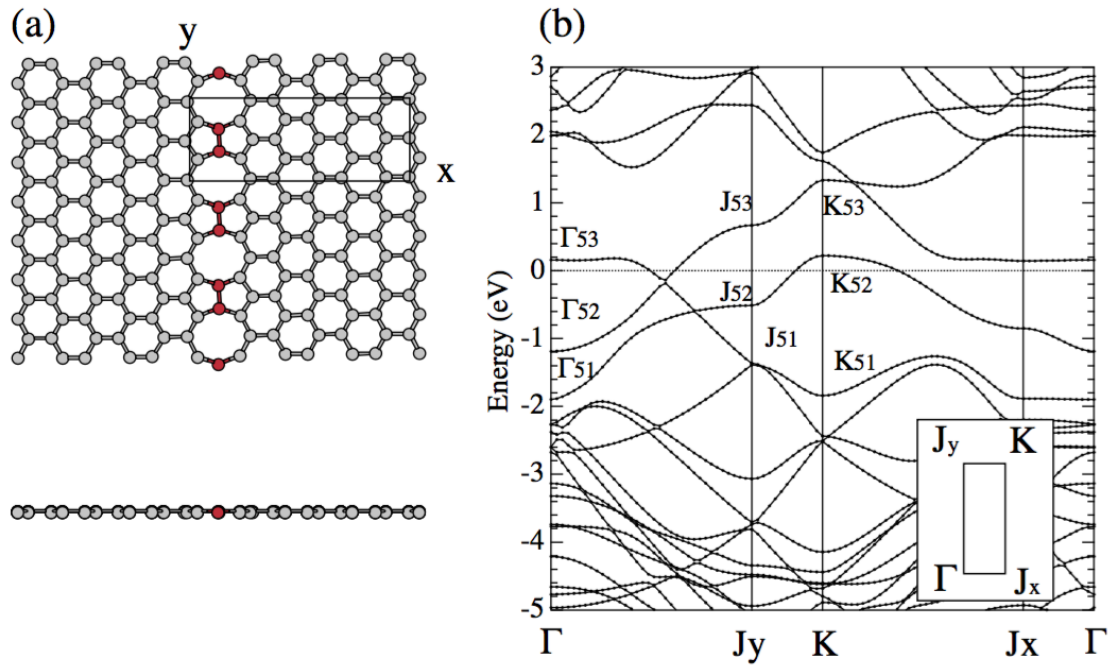 (a)
y
x
(b)
Energy (eV)
3
2
1
0
-1
-2
-3
-4
-5
Γ53
Γ52
Γ51
J53
J52
J51
K53
K52
K51
Jy K
Γ Jx
Γ Jy K Jx Γ